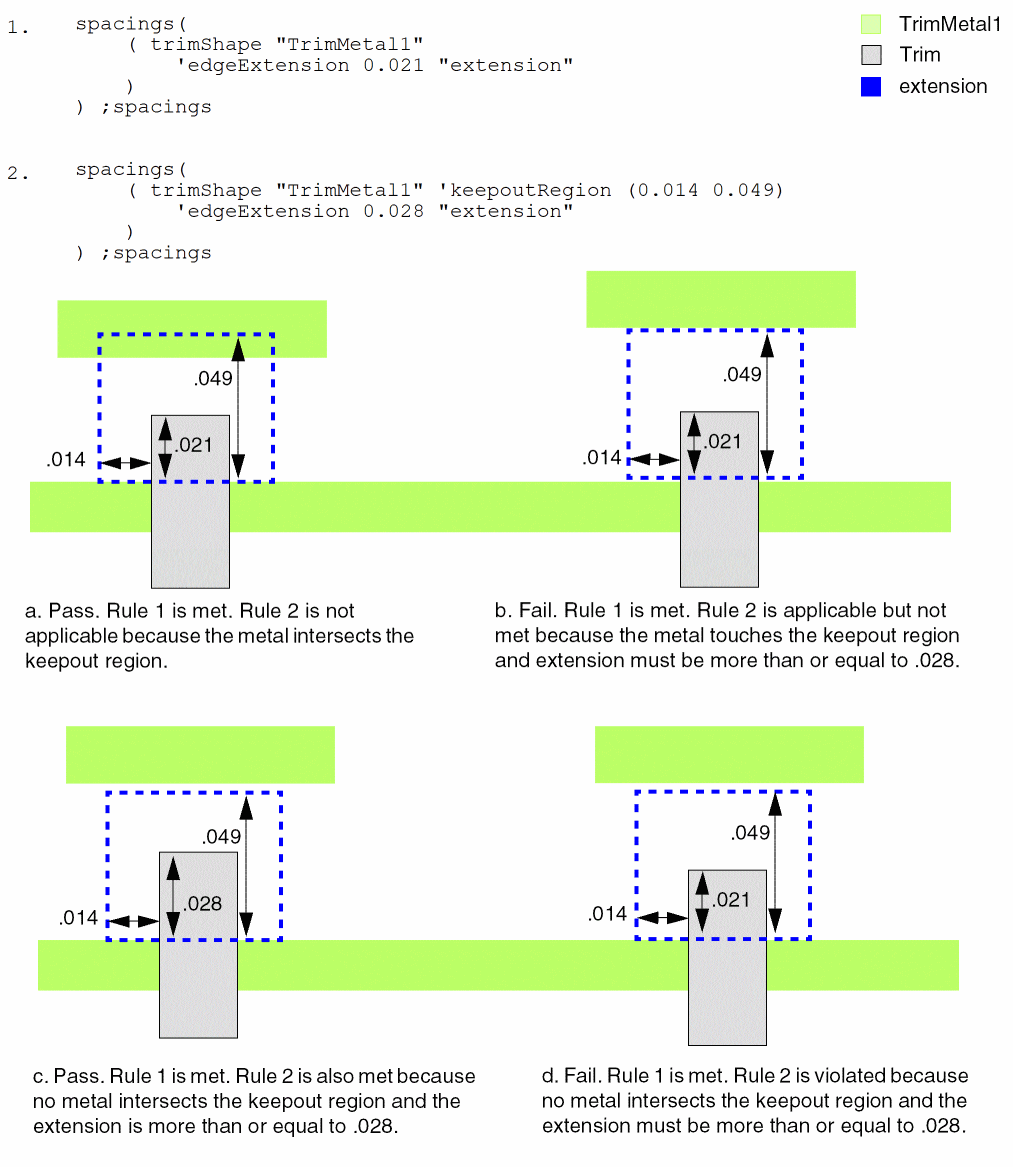 1.
spacings(
( trimShape "TrimMetal1"
'edgeExtension 0.021 "extension"
)
) ;spacings
TrimMetal1
Trim
extension
2.
spacings(
( trimShape "TrimMetal1" 'keepoutRegion (0.014 0.049)
'edgeExtension 0.028 "extension"
)
) ;spacings
.049
.021
.014
.049
.021
.014
a. Pass. Rule 1 is met. Rule 2 is not
applicable because the metal intersects the
keepout region.
b. Fail. Rule 1 is met. Rule 2 is applicable but not
met because the metal touches the keepout region
and extension must be more than or equal to .028.
.049
.028
.014
.049
.021
.014
c. Pass. Rule 1 is met. Rule 2 is also met because
no metal intersects the keepout region and the
extension is more than or equal to .028.
d. Fail. Rule 1 is met. Rule 2 is violated because
no metal intersects the keepout region and the
extension must be more than or equal to .028.